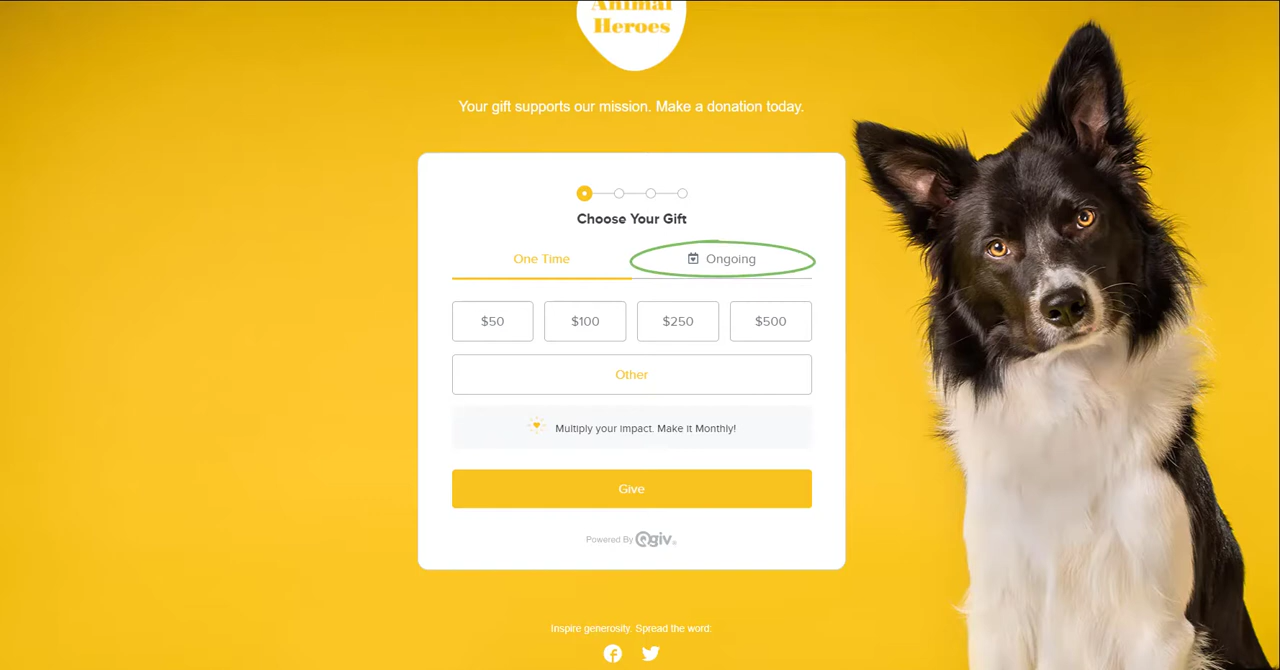 Animal
Heroes
Your gift supports our mission. Make a donation today.
Choose Your Gift
One Time
Ongoing
$50
$100
$250
$500
Other
Multiply your impact. Make it Monthly!
Give
Powered By Qgiv
Inspire generosity. Spread the word: